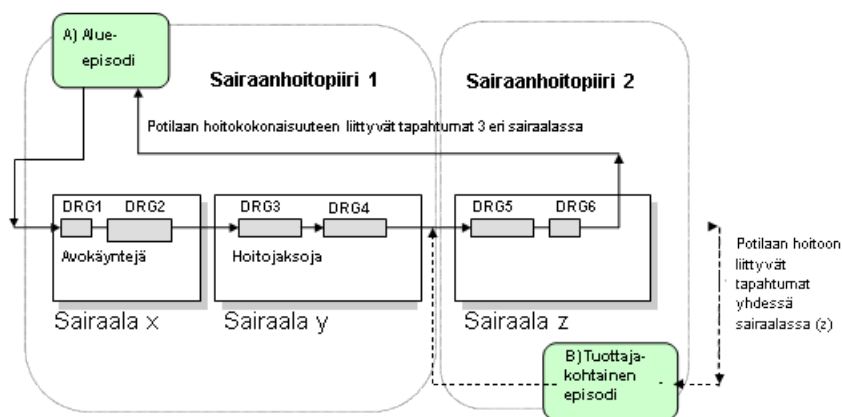 A) Alue-
episodi
Sairaanhoitopiiri 1
Sairaanhoitopiiri 2
Potilaan hoitokokonaisuuteen liittyvät tapahtumat 3 eri sairaalassa
DRG1
DRG2
DRG3
DRG4
DRG5
DRG6
Avokäyntejä
Hoitojaksoja
Sairaala x
Sairaala y
Sairaala z
Potilaan hoitoon
liittyvät
tapahtumat
yhdessä
sairaalassa (z)
B) Tuottaja-
kohtainen
episodi